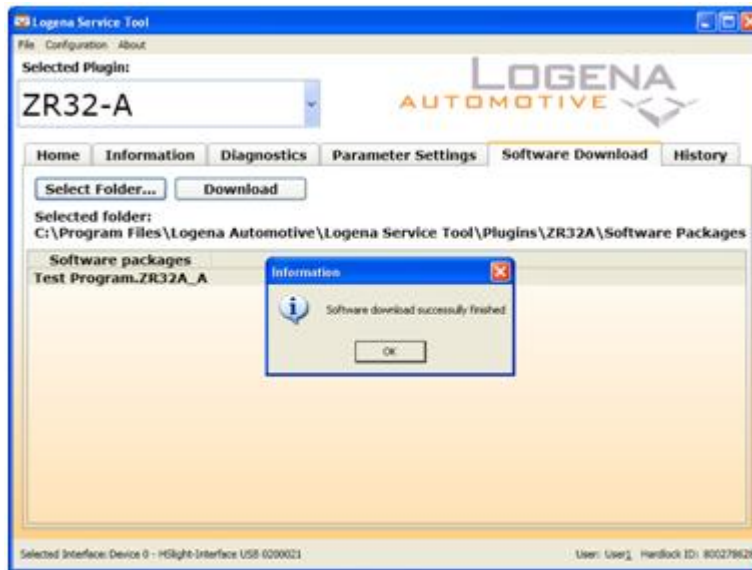 Logena Service Tool
File Configuration About
Selected Plugin:
LOGENA
AUTOMOTIVE
ZR32-A
Home Information Diagnostics Parameter Settings Software Download History
Select Folder... Download
Selected folder:
C:\Program Files\Logena Automotive\Logena Service Tool\Plugins\ZR32A\Software Packages
Software packages
Test Program.ZR32A_A
Information
Software download successully finished
OK
Selected Interface: Device 0 - HSlight-Interface USB 0200021 User: User1 Hardlock ID: